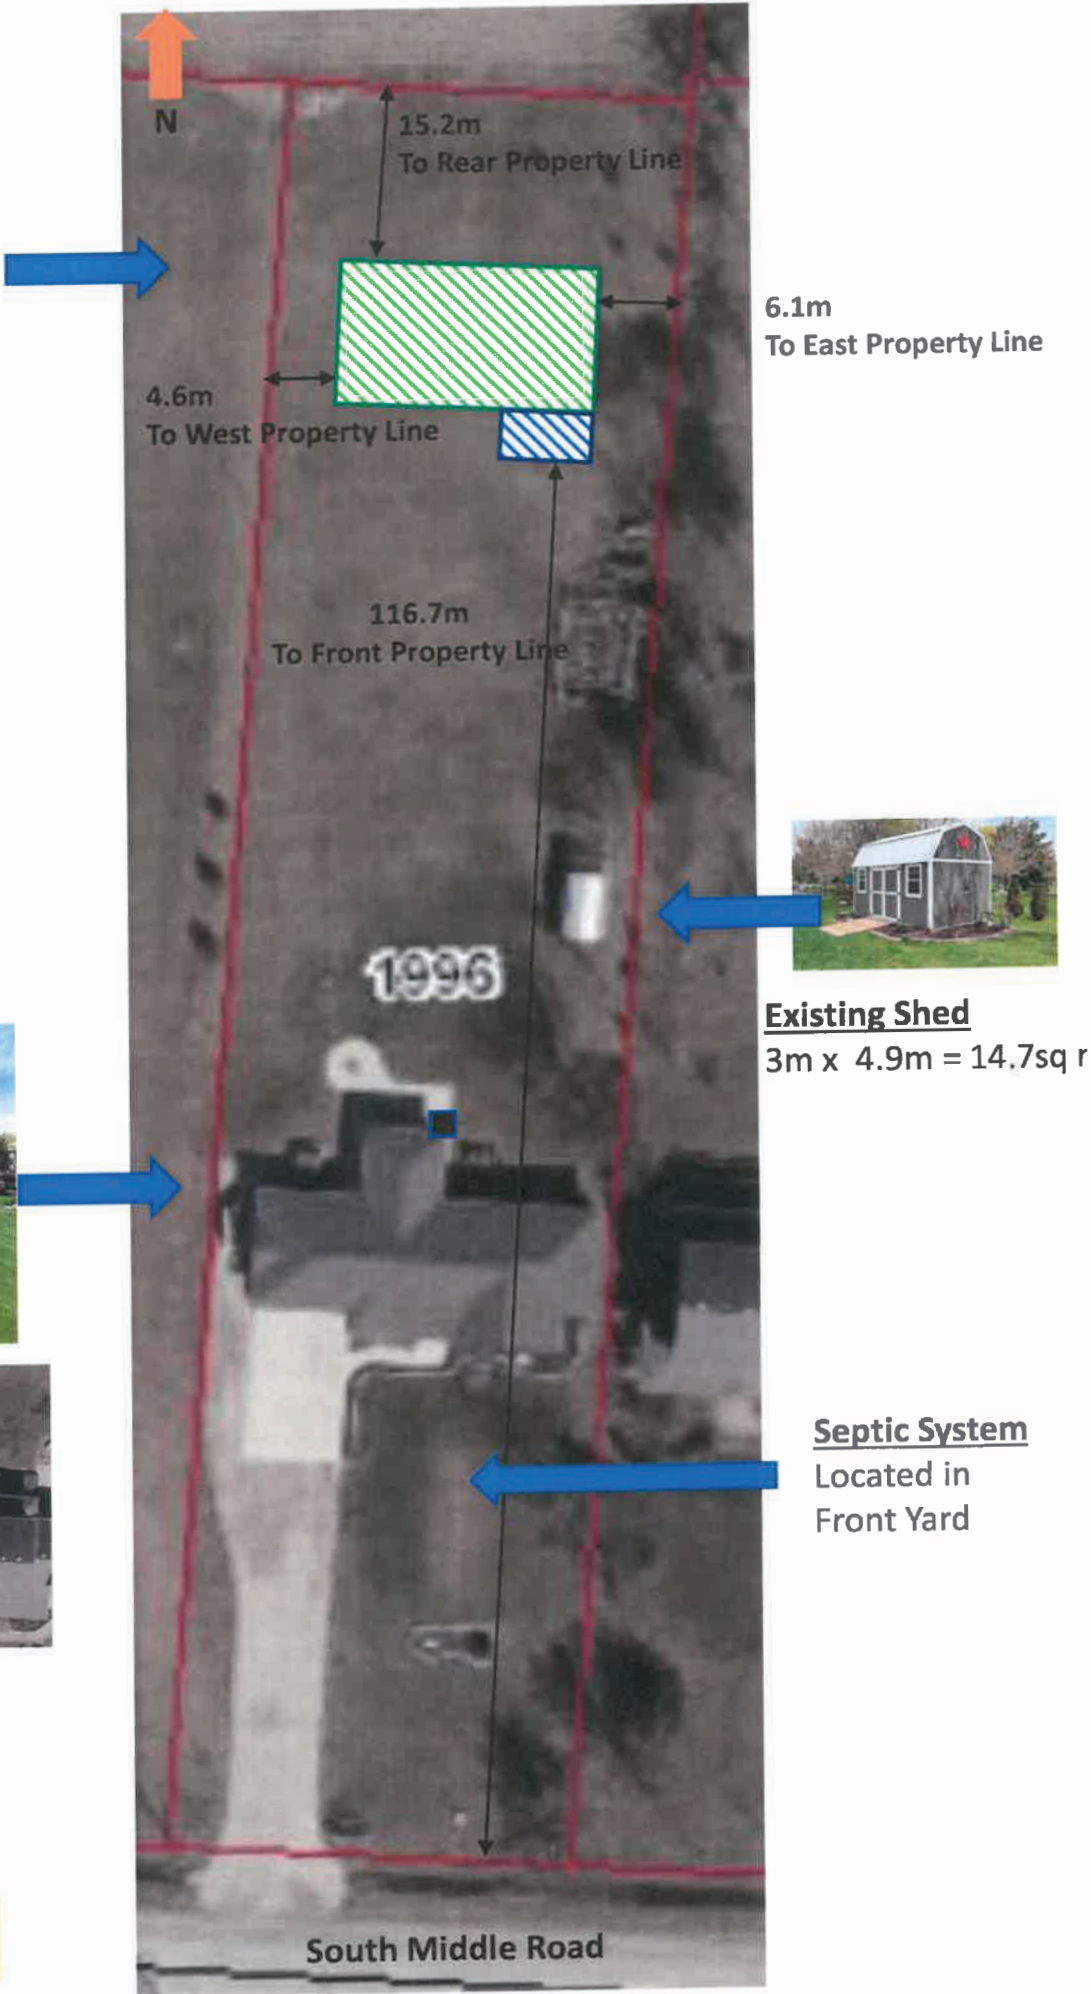 N
15.2m
To Rear Property Line
6.1m
To East Property Line
4.6m
To West Property Line
116.7m
To Front Property Line
1996
Existing Shed
3m x 4.9m = 14.7sq
Septic System
Located in
Front Yard
South Middle Road